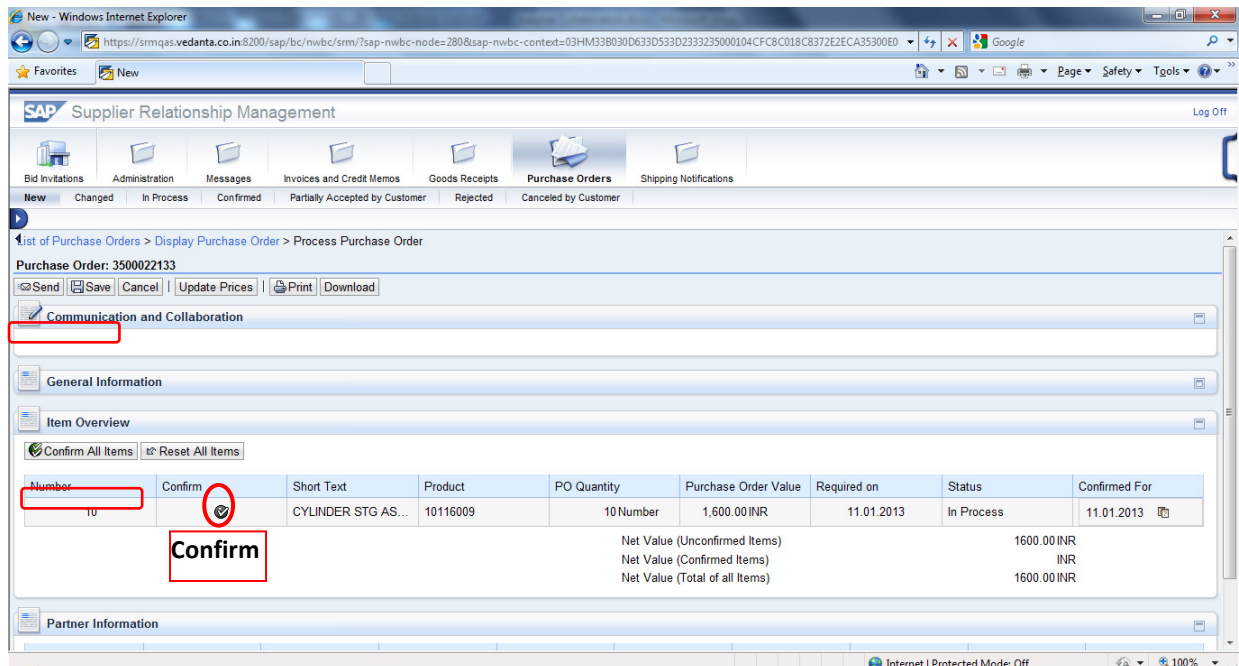 New - Windows Internet Explorer
https://srmqas.vedanta.co.in:8200/sap/bc/nwbc/srm/?sap-nwbc-node=280&sap-nwbc-context=03HM33B030D633D533D2333235000104CFC8C018C8372E2ECA35300E0
Google
Favorites New Page Safety Tools
SAP Supplier Relationship Management Log Off
Bid Invitations Administration Messages Invoices and Credit Memos Goods Receipts Purchase Orders Shipping Notifications
New Changed In Process Confirmed Partially Accepted by Customer Rejected Canceled by Customer
List of Purchase Orders > Display Purchase Order > Process Purchase Order
Purchase Order: 3500022133
Send Save Cancel | Update Prices | Print Download
Communication and Collaboration
General Information
Item Overview
Confirm All Items Reset All Items
Number Confirm Short Text Product PO Quantity Purchase Order Value Required on Status Confirmed For
10 CYLINDER STG AS... 10116009 10 Number 1,600.00 INR 11.01.2013 In Process 11.01.2013
Confirm
Net Value (Unconfirmed Items) 1600.00 INR
Net Value (Confirmed Items) INR
Net Value (Total of all Items) 1600.00 INR
Partner Information
Internet | Protected Mode: Off 100%